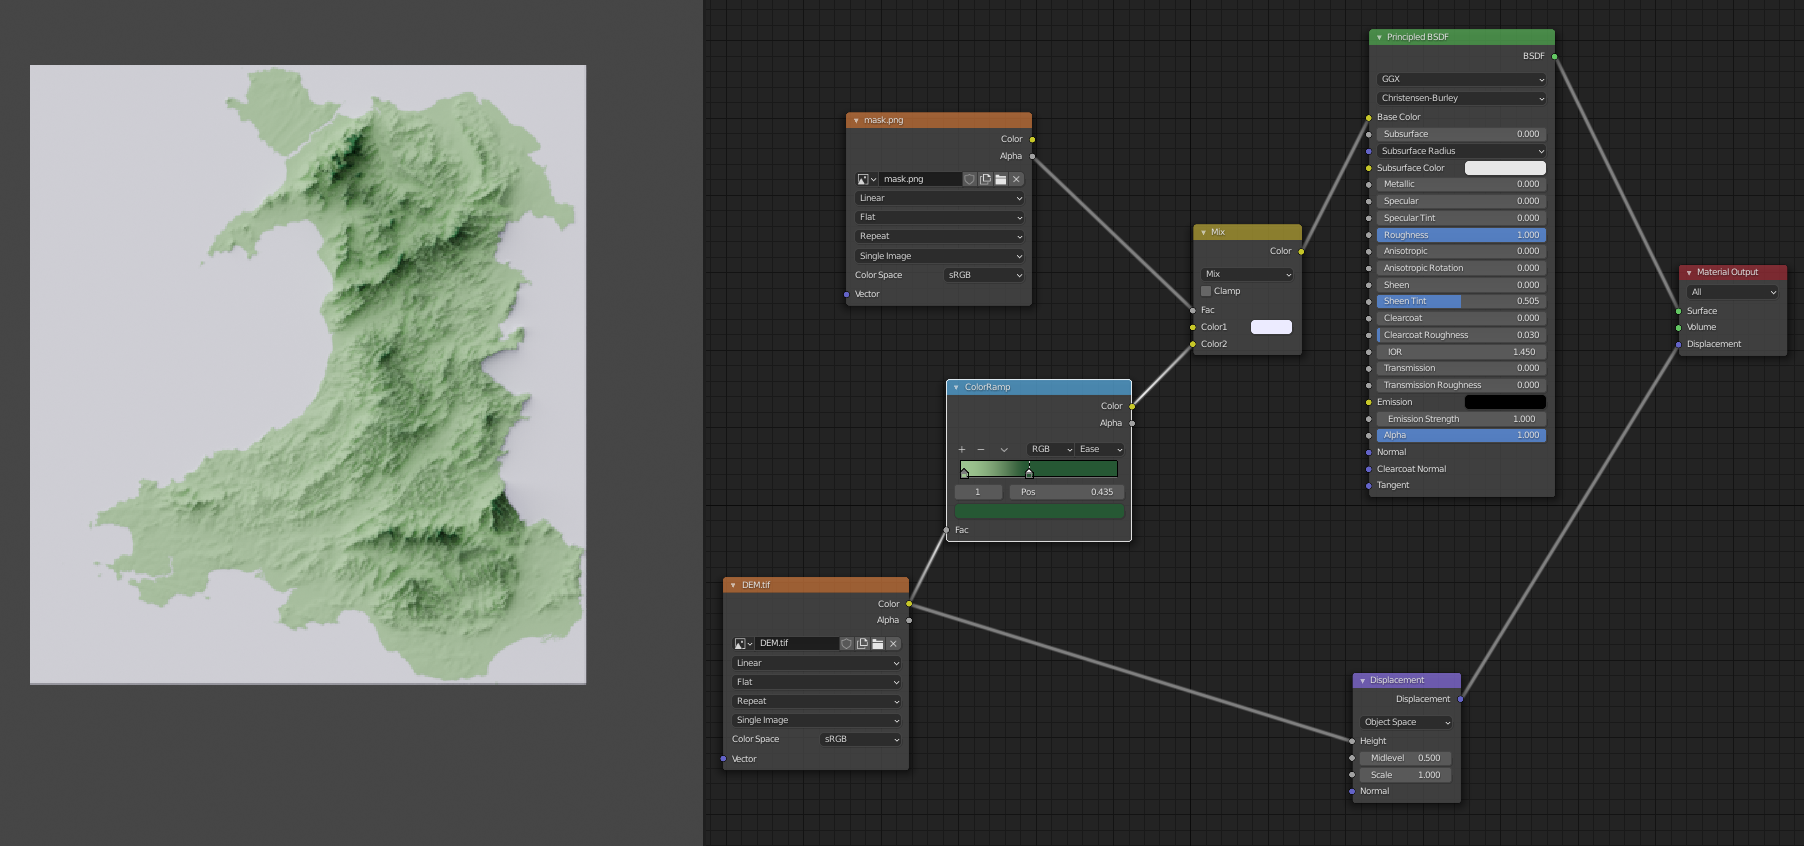 mask.png
Color
Alpha
mask.png
Linear
Flat
Repeat
Single Image
Color Space sRGB
Vector
ColorRamp
Color
Alpha
RGB Ease
1 Pos 0.435
Fac
DEM.tif
Color
Alpha
DEM.tif
Linear
Flat
Repeat
Single Image
Color Space sRGB
Vector
Mix
Color
Mix
Clamp
Fac
Color1
Color2
Principled BSDF
BSDF
GGX
Christensen-Burley
Base Color
Subsurface 0.000
Subsurface Radius
Subsurface Color
Metallic 0.000
Specular 0.000
Specular Tint 0.000
Roughness 1.000
Anisotropic 0.000
Anisotropic Rotation 0.000
Sheen 0.000
Sheen Tint 0.505
Clearcoat 0.000
Clearcoat Roughness 0.030
IOR 1.450
Transmission 0.000
Transmission Roughness 0.000
Emission
Emission Strength 1.000
Alpha 1.000
Normal
Clearcoat Normal
Tangent
Material Output
All
Surface
Volume
Displacement
Displacement
Displacement
Object Space
Height
Midlevel 0.500
Scale 1.000
Normal